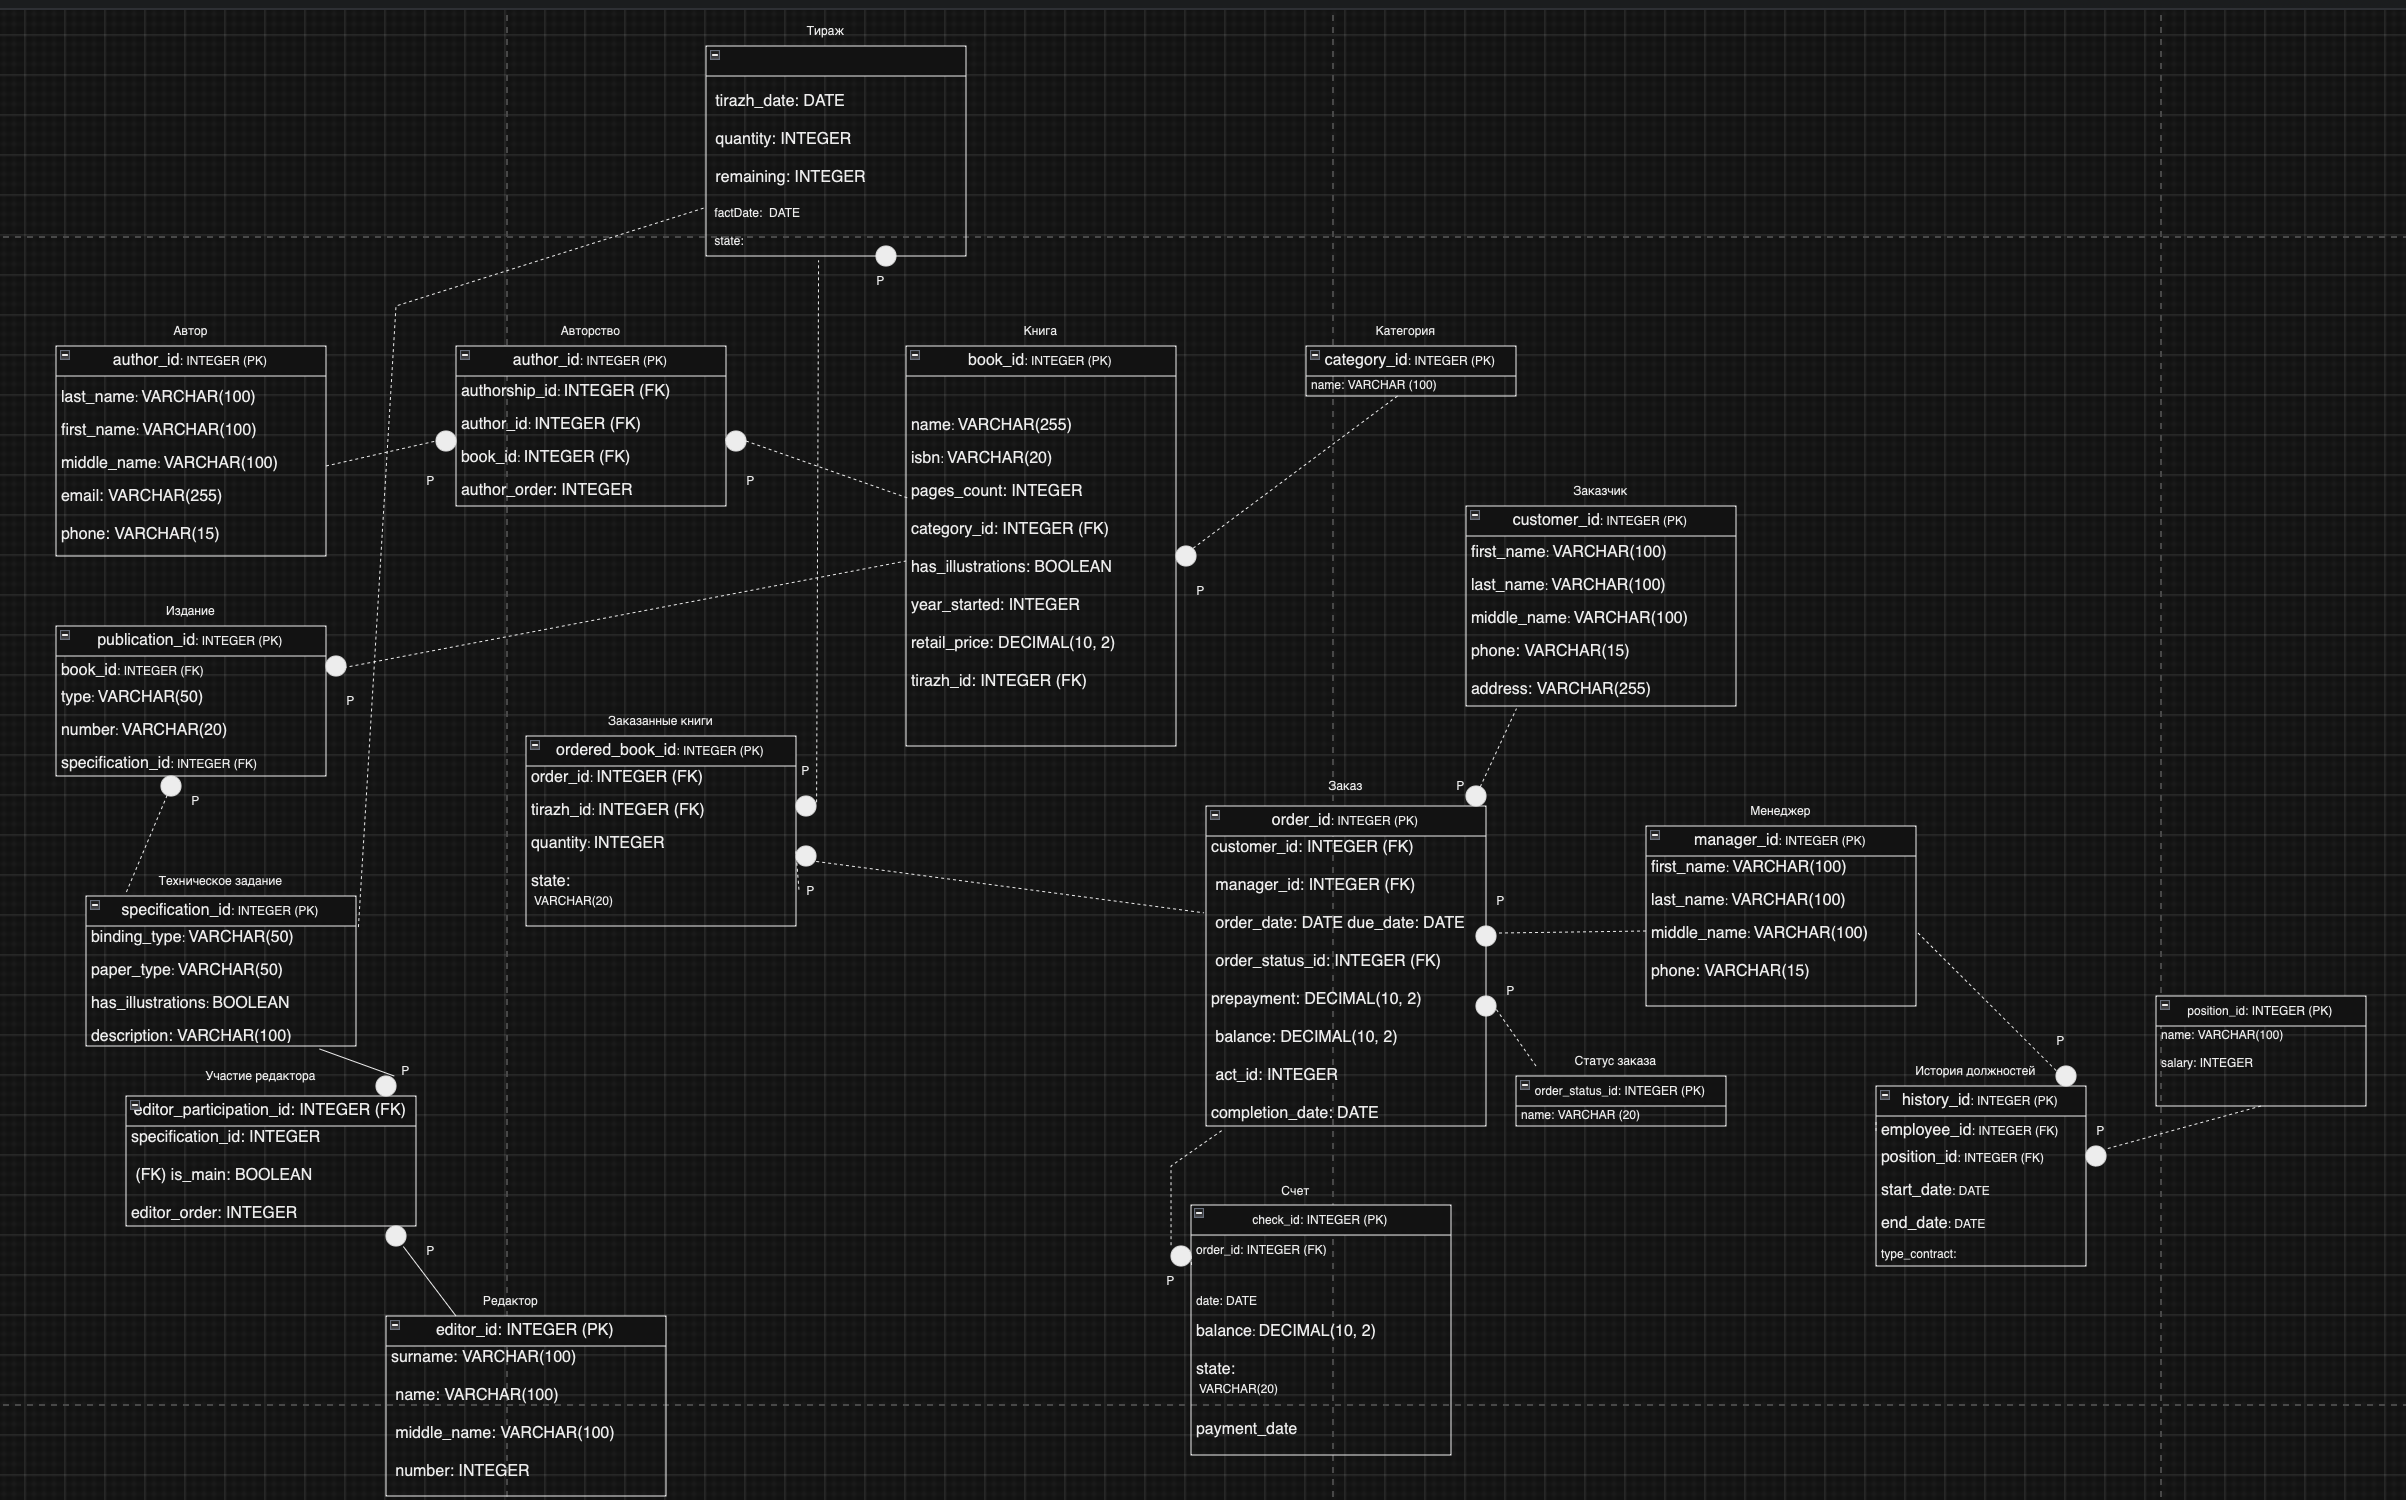 Тираж
tirazh_date: DATE
quantity: INTEGER
remaining: INTEGER
factDate: DATE
state:
P
Автор
author_id: INTEGER (PK)
last_name: VARCHAR(100)
first_name: VARCHAR(100)
middle_name: VARCHAR(100)
email: VARCHAR(255)
phone: VARCHAR(15)
P
Авторство
author_id: INTEGER (PK)
authorship_id: INTEGER (FK)
author_id: INTEGER (FK)
book_id: INTEGER (FK)
author_order: INTEGER
P
Книга
book_id: INTEGER (PK)
name: VARCHAR(255)
isbn: VARCHAR(20)
pages_count: INTEGER
category_id: INTEGER (FK)
has_illustrations: BOOLEAN
year_started: INTEGER
retail_price: DECIMAL(10, 2)
tirazh_id: INTEGER (FK)
P
Категория
category_id: INTEGER (PK)
name: VARCHAR (100)
Заказчик
customer_id: INTEGER (PK)
first_name: VARCHAR(100)
last_name: VARCHAR(100)
middle_name: VARCHAR(100)
phone: VARCHAR(15)
address: VARCHAR(255)
Издание
publication_id: INTEGER (PK)
book_id: INTEGER (FK)
type: VARCHAR(50)
number: VARCHAR(20)
specification_id: INTEGER (FK)
P
P
Заказанные книги
ordered_book_id: INTEGER (PK)
order_id: INTEGER (FK)
tirazh_id: INTEGER (FK)
quantity: INTEGER
state:
VARCHAR(20)
P
P
Заказ
P
order_id: INTEGER (PK)
customer_id: INTEGER (FK)
manager_id: INTEGER (FK)
order_date: DATE due_date: DATE
order_status_id: INTEGER (FK)
prepayment: DECIMAL(10, 2)
balance: DECIMAL(10, 2)
act_id: INTEGER
completion_date: DATE
P
P
Менеджер
manager_id: INTEGER (PK)
first_name: VARCHAR(100)
last_name: VARCHAR(100)
middle_name: VARCHAR(100)
phone: VARCHAR(15)
Техническое задание
specification_id: INTEGER (PK)
binding_type: VARCHAR(50)
paper_type: VARCHAR(50)
has_illustrations: BOOLEAN
description: VARCHAR(100)
P
Участие редактора
editor_participation_id: INTEGER (FK)
specification_id: INTEGER
(FK) is_main: BOOLEAN
editor_order: INTEGER
P
Редактор
editor_id: INTEGER (PK)
surname: VARCHAR(100)
name: VARCHAR(100)
middle_name: VARCHAR(100)
number: INTEGER
Статус заказа
order_status_id: INTEGER (PK)
name: VARCHAR (20)
Счет
check_id: INTEGER (PK)
order_id: INTEGER (FK)
date: DATE
balance: DECIMAL(10, 2)
state:
VARCHAR(20)
payment_date
P
position_id: INTEGER (PK)
name: VARCHAR(100)
salary: INTEGER
P
История должностей
history_id: INTEGER (PK)
employee_id: INTEGER (FK)
position_id: INTEGER (FK)
start_date: DATE
end_date: DATE
type_contract:
P